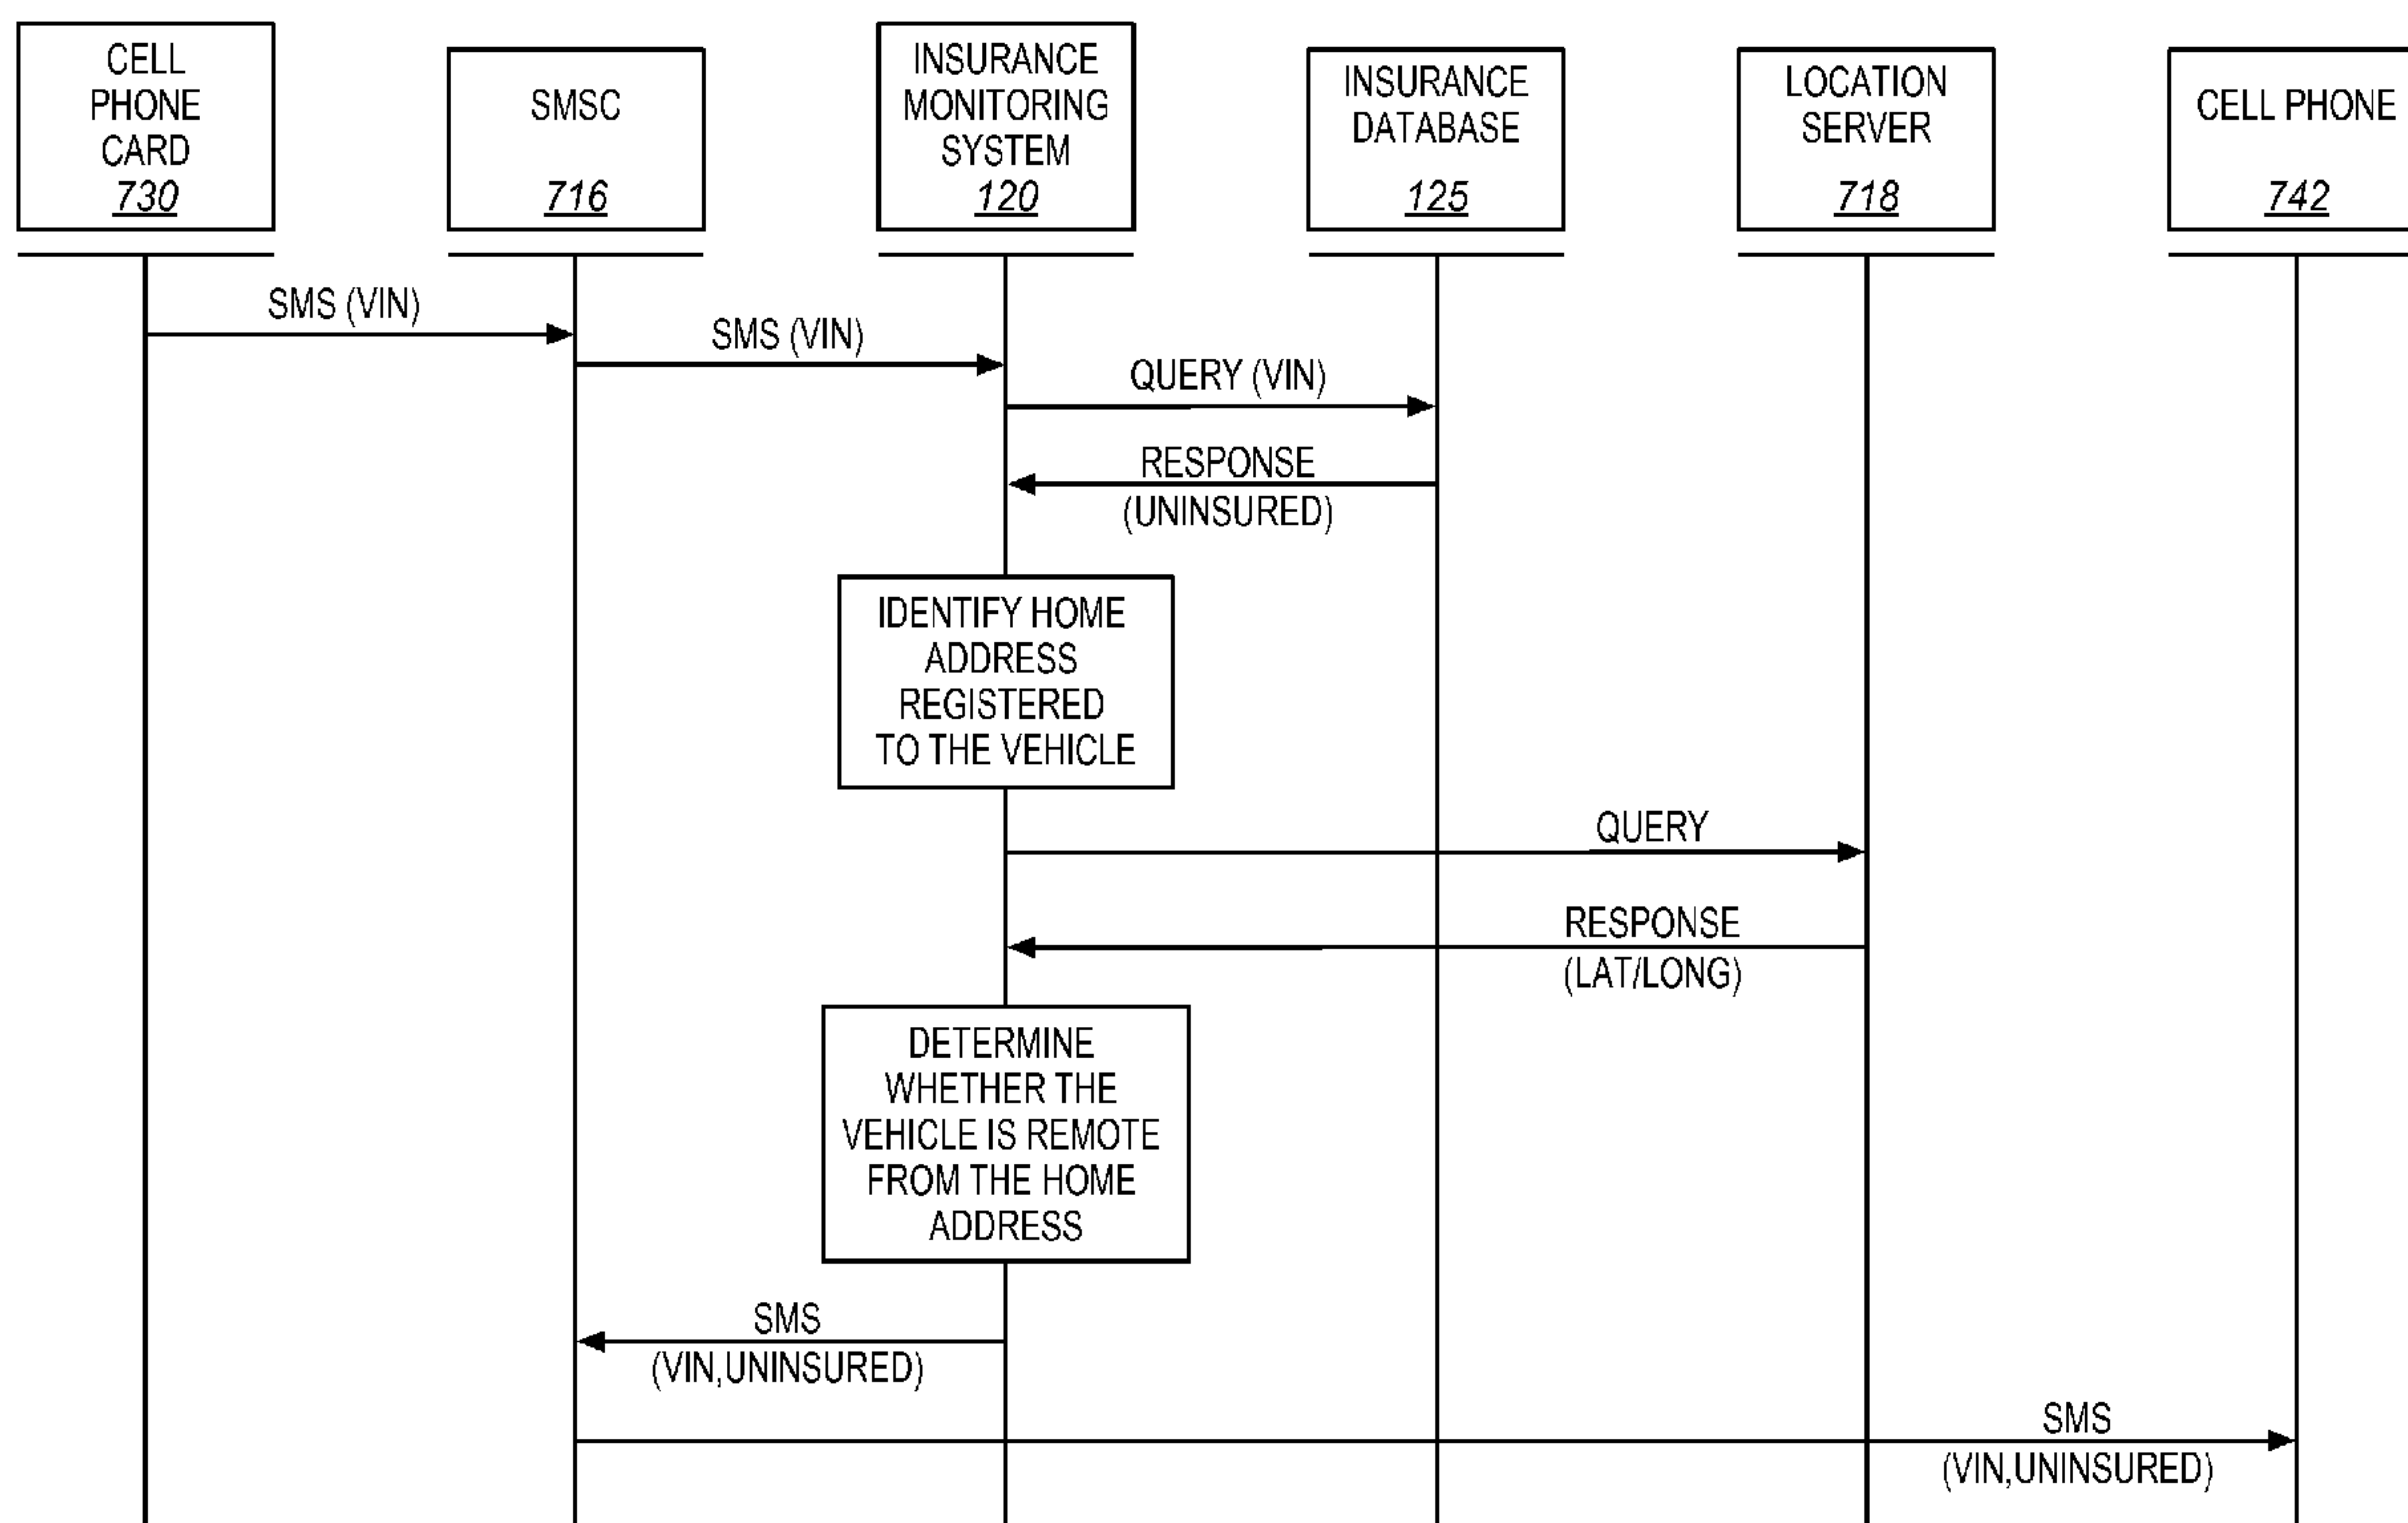 CELL
PHONE
CARD
730
SMSC
716
INSURANCE
MONITORING
SYSTEM
120
INSURANCE
DATABASE
125
LOCATION
SERVER
718
CELL PHONE
742
SMS (VIN)
SMS (VIN)
QUERY (VIN)
RESPONSE
(UNINSURED)
IDENTIFY HOME
ADDRESS
REGISTERED
TO THE VEHICLE
QUERY
RESPONSE
(LAT/LONG)
DETERMINE
WHETHER THE
VEHICLE IS REMOTE
FROM THE HOME
ADDRESS
SMS
(VIN,UNINSURED)
SMS
(VIN,UNINSURED)